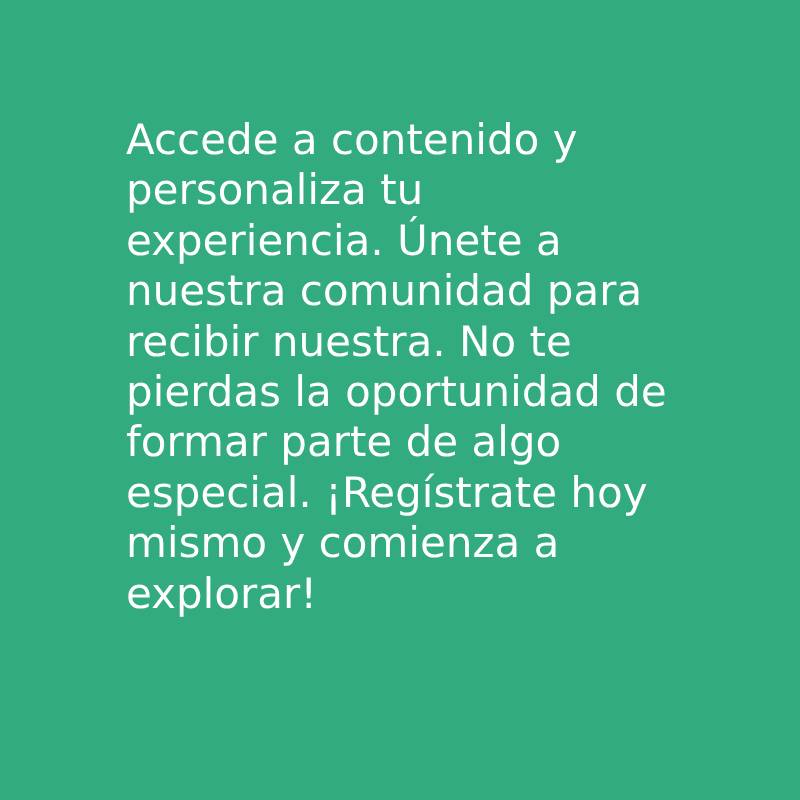 Accede a contenido y
personaliza tu
experiencia. Únete a
nuestra comunidad para
recibir nuestra. No te
pierdas la oportunidad de
formar parte de algo
especial. ¡Regístrate hoy
mismo y comienza a
explorar!